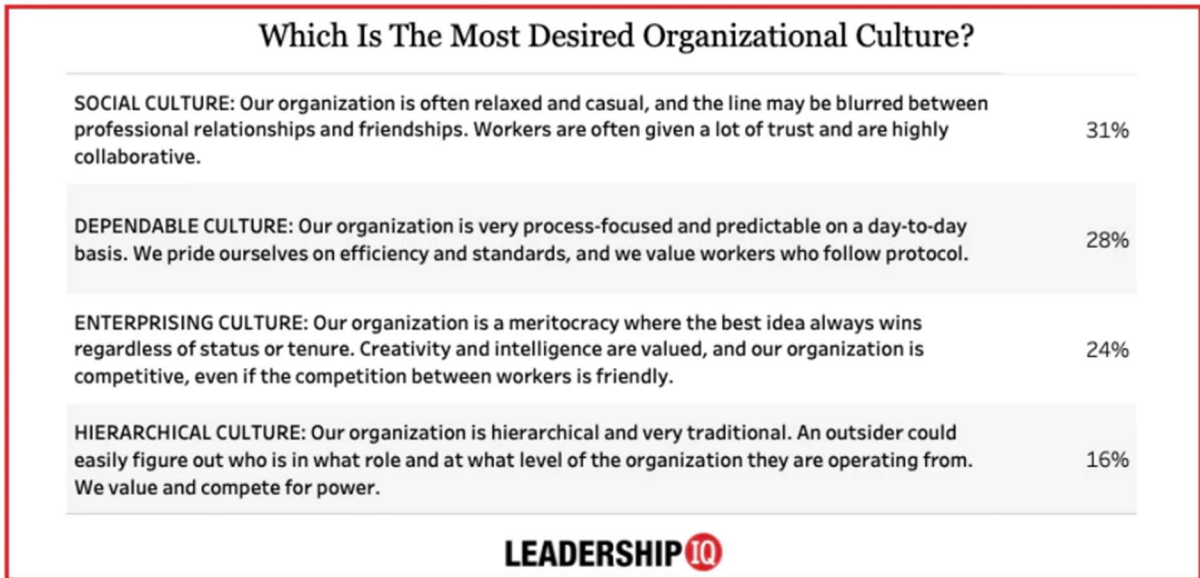 Which Is The Most Desired Organizational Culture?
SOCIAL CULTURE: Our organization is often relaxed and casual, and the line may be blurred between
professional relationships and friendships. Workers are often given a lot of trust and are highly
collaborative.
31%
DEPENDABLE CULTURE: Our organization is very process-focused and predictable on a day-to-day
basis. We pride ourselves on efficiency and standards, and we value workers who follow protocol.
28%
ENTERPRISING CULTURE: Our organization is a meritocracy where the best idea always wins
regardless of status or tenure. Creativity and intelligence are valued, and our organization is
competitive, even if the competition between workers is friendly.
24%
HIERARCHICAL CULTURE: Our organization is hierarchical and very traditional. An outsider could
easily figure out who is in what role and at what level of the organization they are operating from.
We value and compete for power.
16%
LEADERSHIP IQ